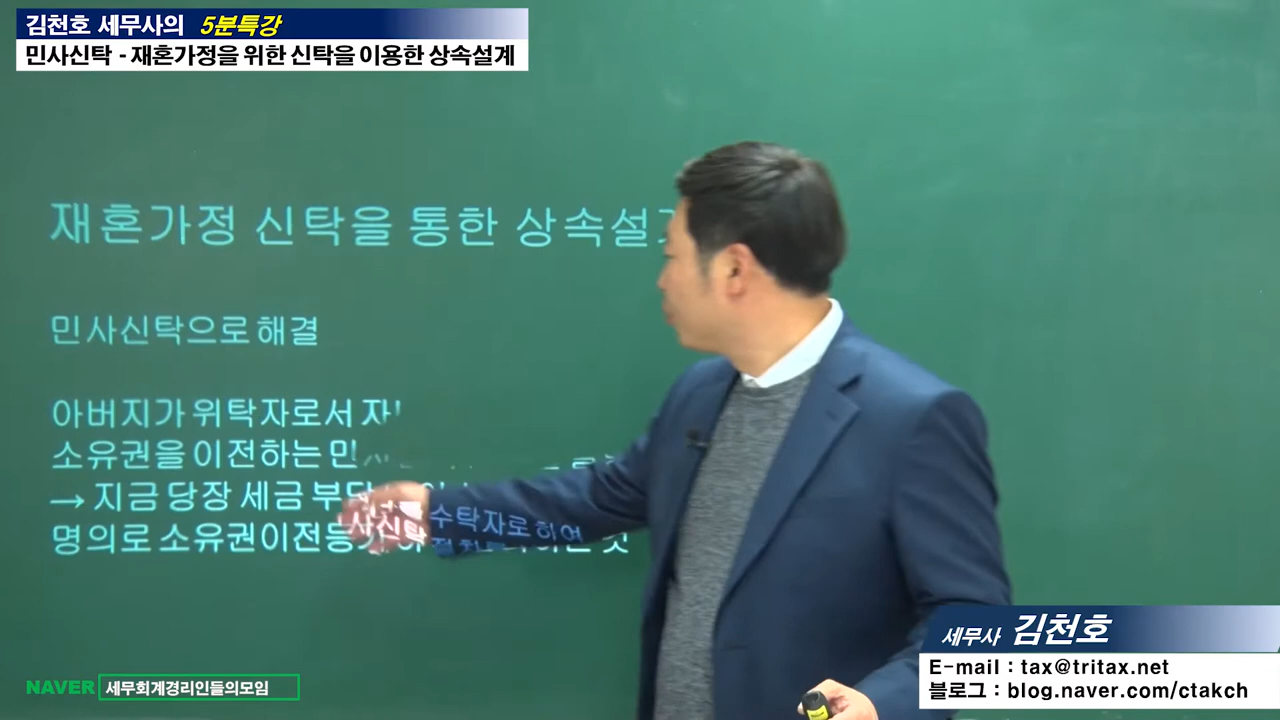 김천호 세무사의 5분특강
민사신탁 - 재혼가정을 위한 신탁을 이용한 상속설계
재혼가정 신탁을 통한 상속설
민사신탁으로 해결
아버지가 위탁자로서
수탁자로 하여
소유권을 이전하는
사신탁
→ 지금 당장 세금
명의로 소유권이전등
세무사 김천호
E-mail : tax@tritax.net
블로그 : blog.naver.com/ctakch
NAVER 세무회계경리인들의모임